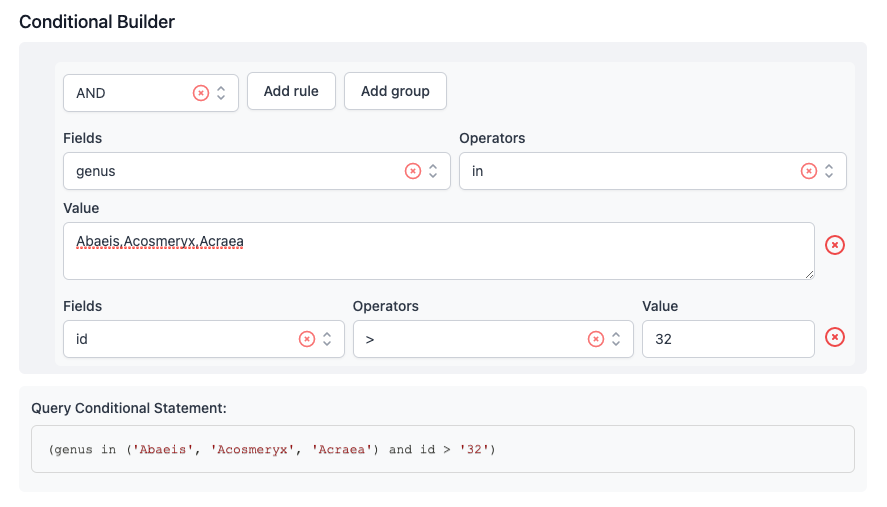 Conditional Builder
AND Add rule Add group
Fields Operators
genus in
Value
Abaeis,Acosmeryx,Acraea
Fields Operators Value
id > 32
Query Conditional Statement:
(genus in ('Abaeis', 'Acosmeryx', 'Acraea') and id > '32')